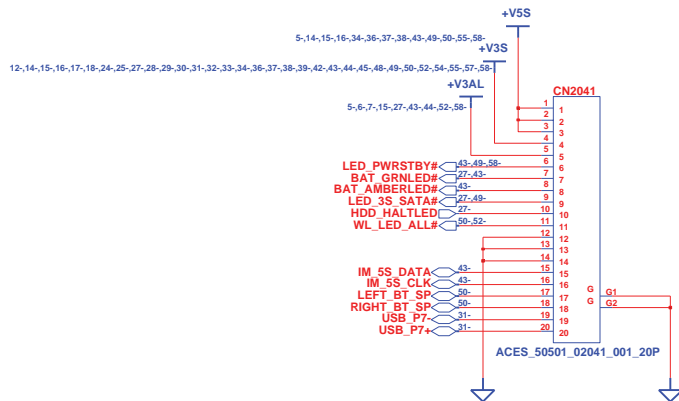 +V5S
5-,14-,15-,16-,34-,36-,37-,38-,43-,49-,50-,55-,58-
+V3S
12-,14-,15-,16-,17-,18-,24-,25-,27-,28-,29-,30-,31-,32-,33-,34-,36-,37-,38-,39-,42-,43-,44-,45-,48-,49-,50-,52-,54-,55-,57-,58-
+V3AL
5-,6-,7-,15-,27-,43-,44-,52-,58-
CN2041
1 1
2 2
3 3
4 4
5 5
LED_PWRSTBY# 43-,49-,58- 6 6
BAT_GRNLED# 27-,43- 7 7
BAT_AMBERLED# 43- 8 8
LED_3S_SATA# 27-,49- 9 9
HDD_HALTLED 27- 10 10
WL_LED_ALL# 50-,52- 11 11
12 12
13 13
14 14
IM_5S_DATA 43- 15 15
IM_5S_CLK 43- 16 16
LEFT_BT_SP 50- 17 17 G G1
RIGHT_BT_SP 50- 18 18 G G2
USB_P7- 31- 19 19
USB_P7+ 31- 20 20
ACES_50501_02041_001_20P